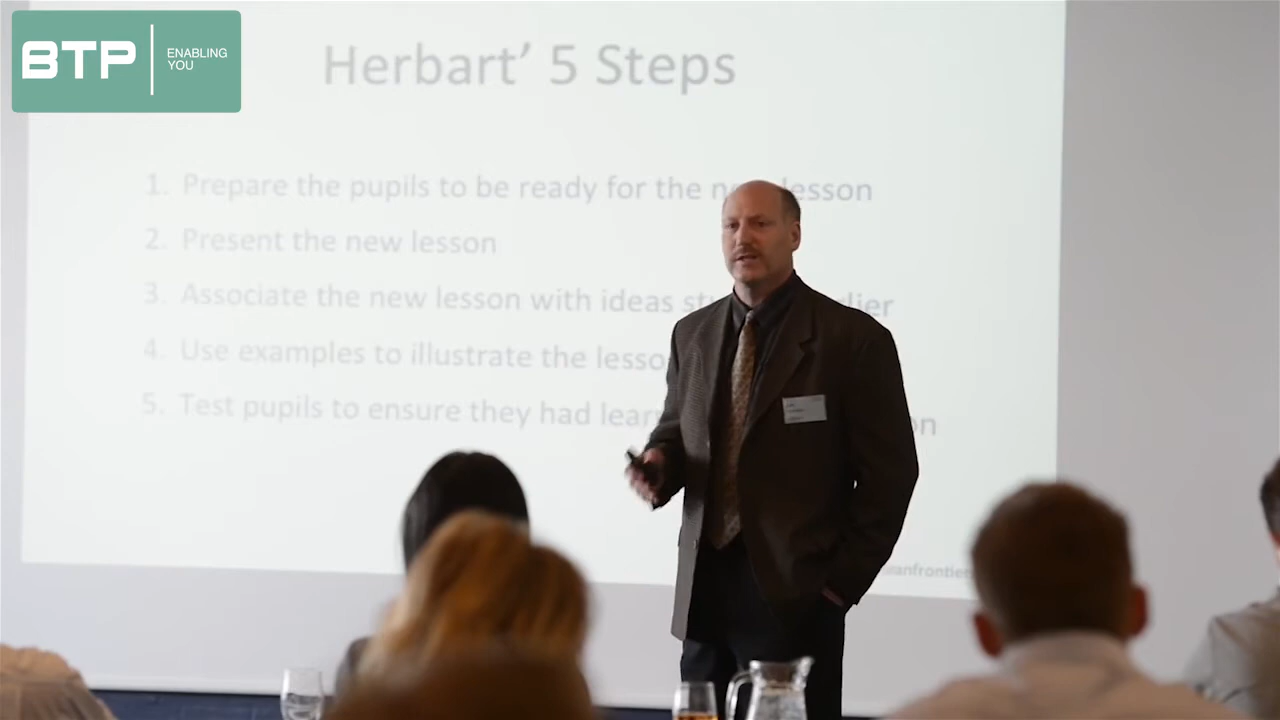 BTP
ENABLING
YOU
Herbart’ 5 Steps
1. Prepare the pupils to be ready for the lesson
2. Present the new lesson
3. Associate the new lesson with ideas
4. Use examples to illustrate the
5. Test pupils to ensure they had